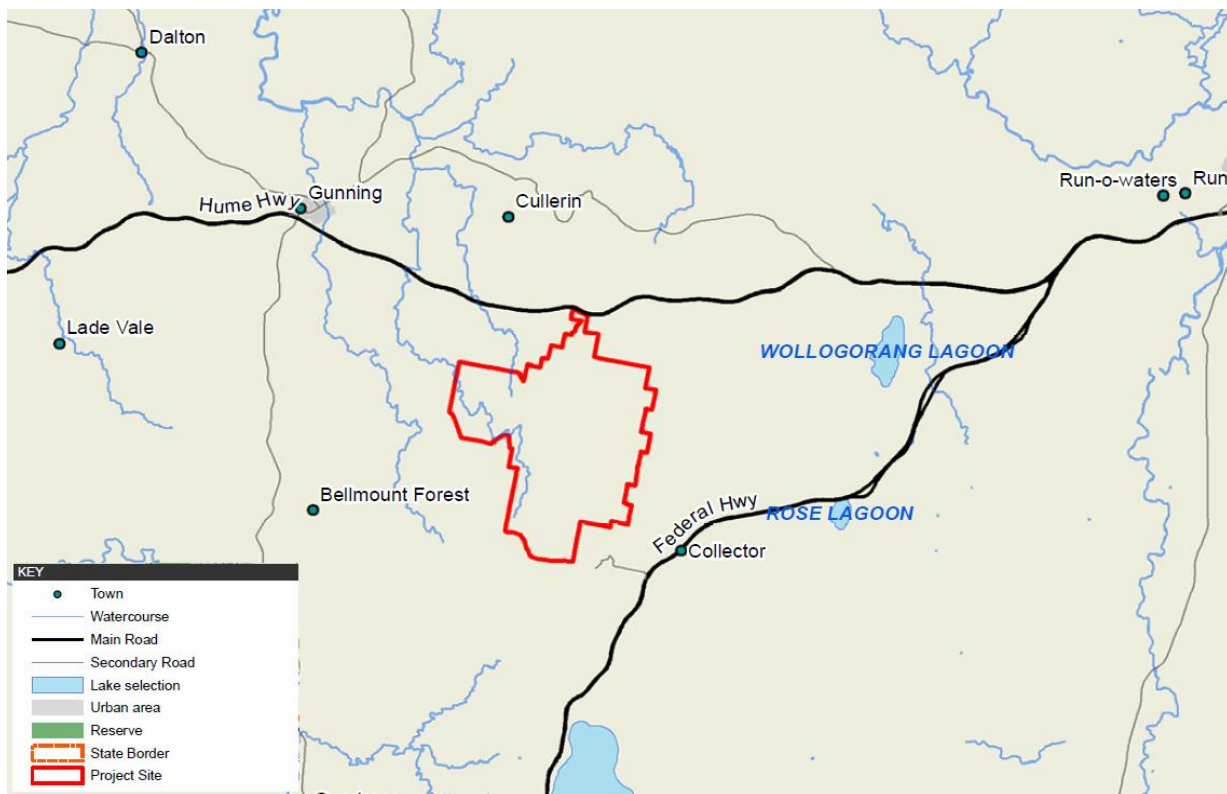 Dalton
Hume Hwy
Gunning
Cullerin
Run-o-waters
Run
Lade Vale
WOLLOGORANG LAGOON
Bellmount Forest
Federal Hwy
ROSE LAGOON
Collector
KEY
Town
Watercourse
Main Road
Secondary Road
Lake selection
Urban area
Reserve
State Border
Project Site